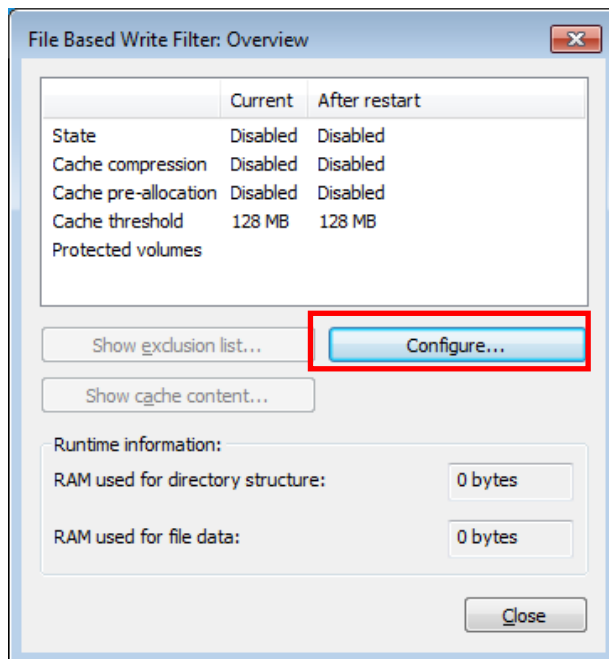 File Based Write Filter: Overview
Current After restart
State Disabled Disabled
Cache compression Disabled Disabled
Cache pre-allocation Disabled Disabled
Cache threshold 128 MB 128 MB
Protected volumes
Show exclusion list... Configure...
Show cache content...
Runtime information:
RAM used for directory structure: 0 bytes
RAM used for file data: 0 bytes
Close